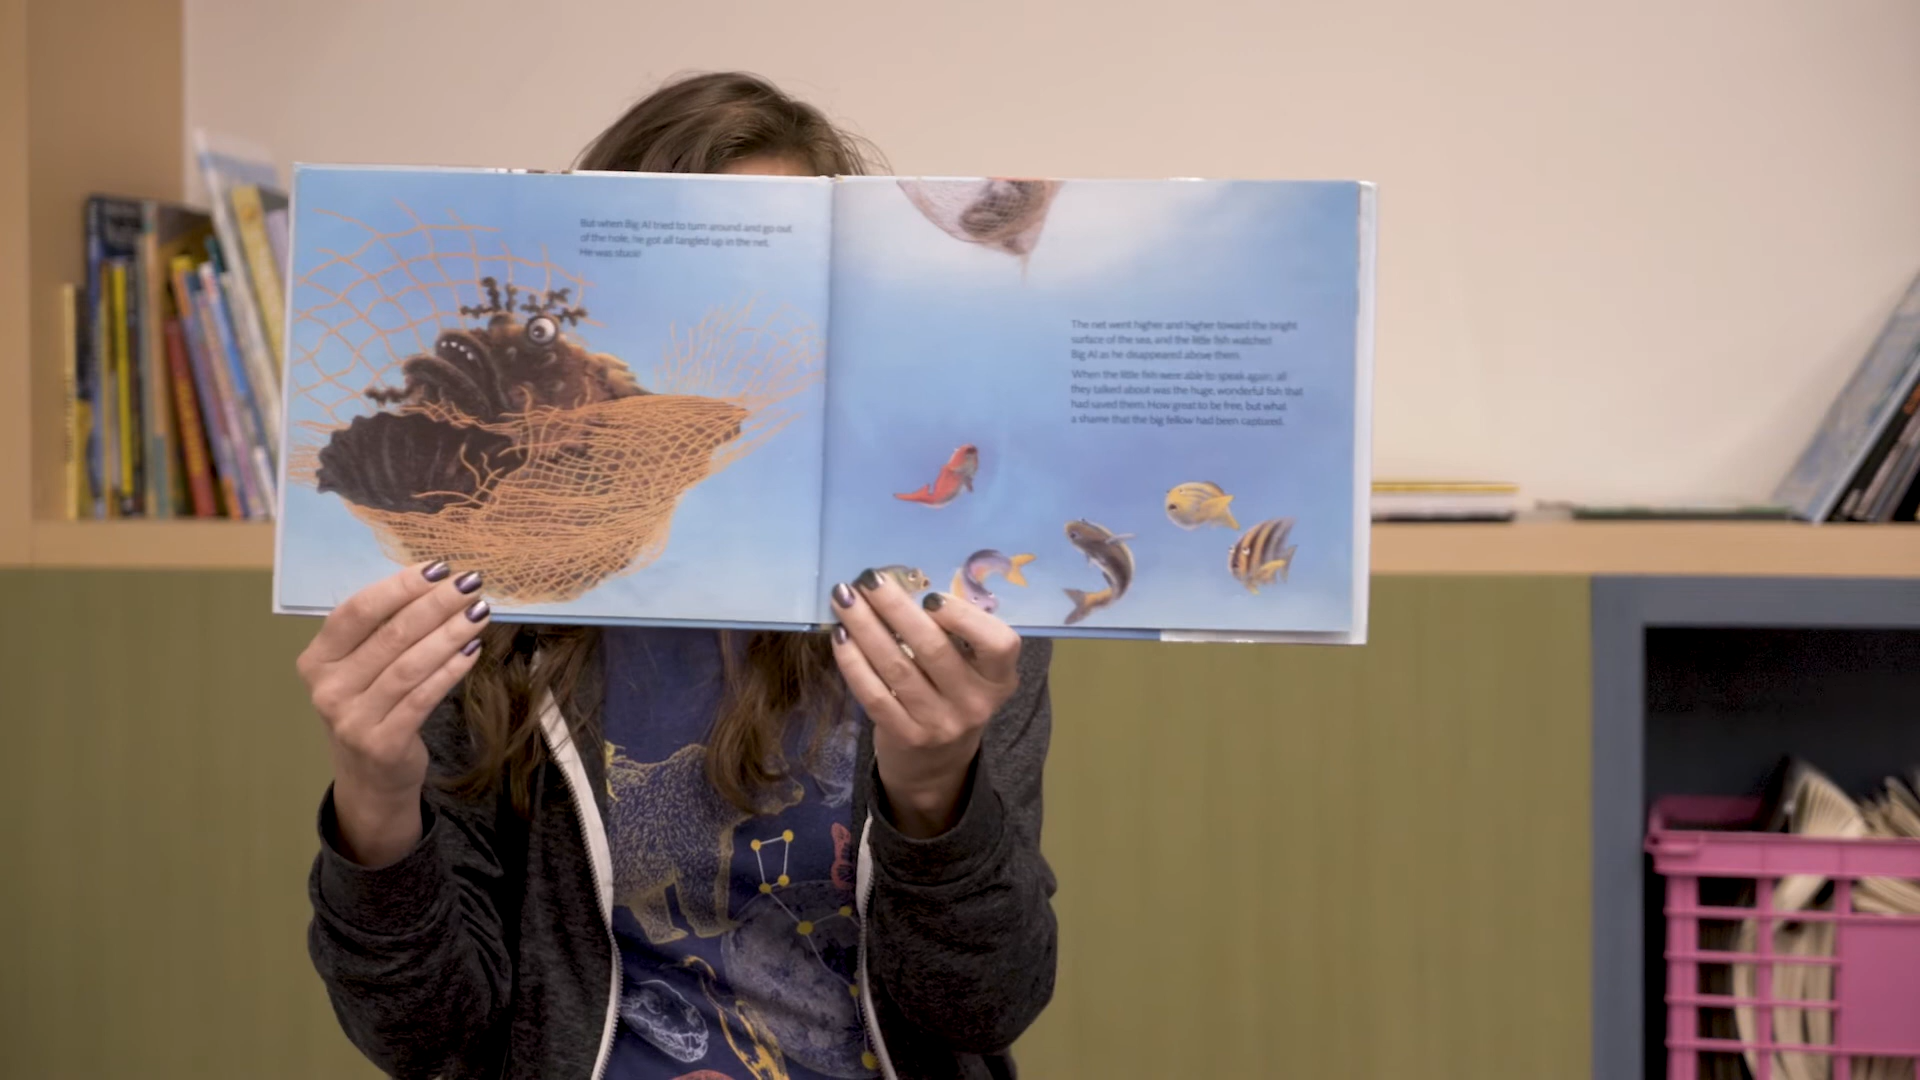 But when Big Al tried to turn around and go out
of the hole, he got all tangled up in the net.
He was stuck!
The net went higher and higher toward the bright
surface of the sea, and the little fish watched
Big Al as he disappeared above them.
When the little fish were able to speak again, all
they talked about was the huge, wonderful fish that
had saved them. How great to be free, but what
a shame that the big fellow had been captured.